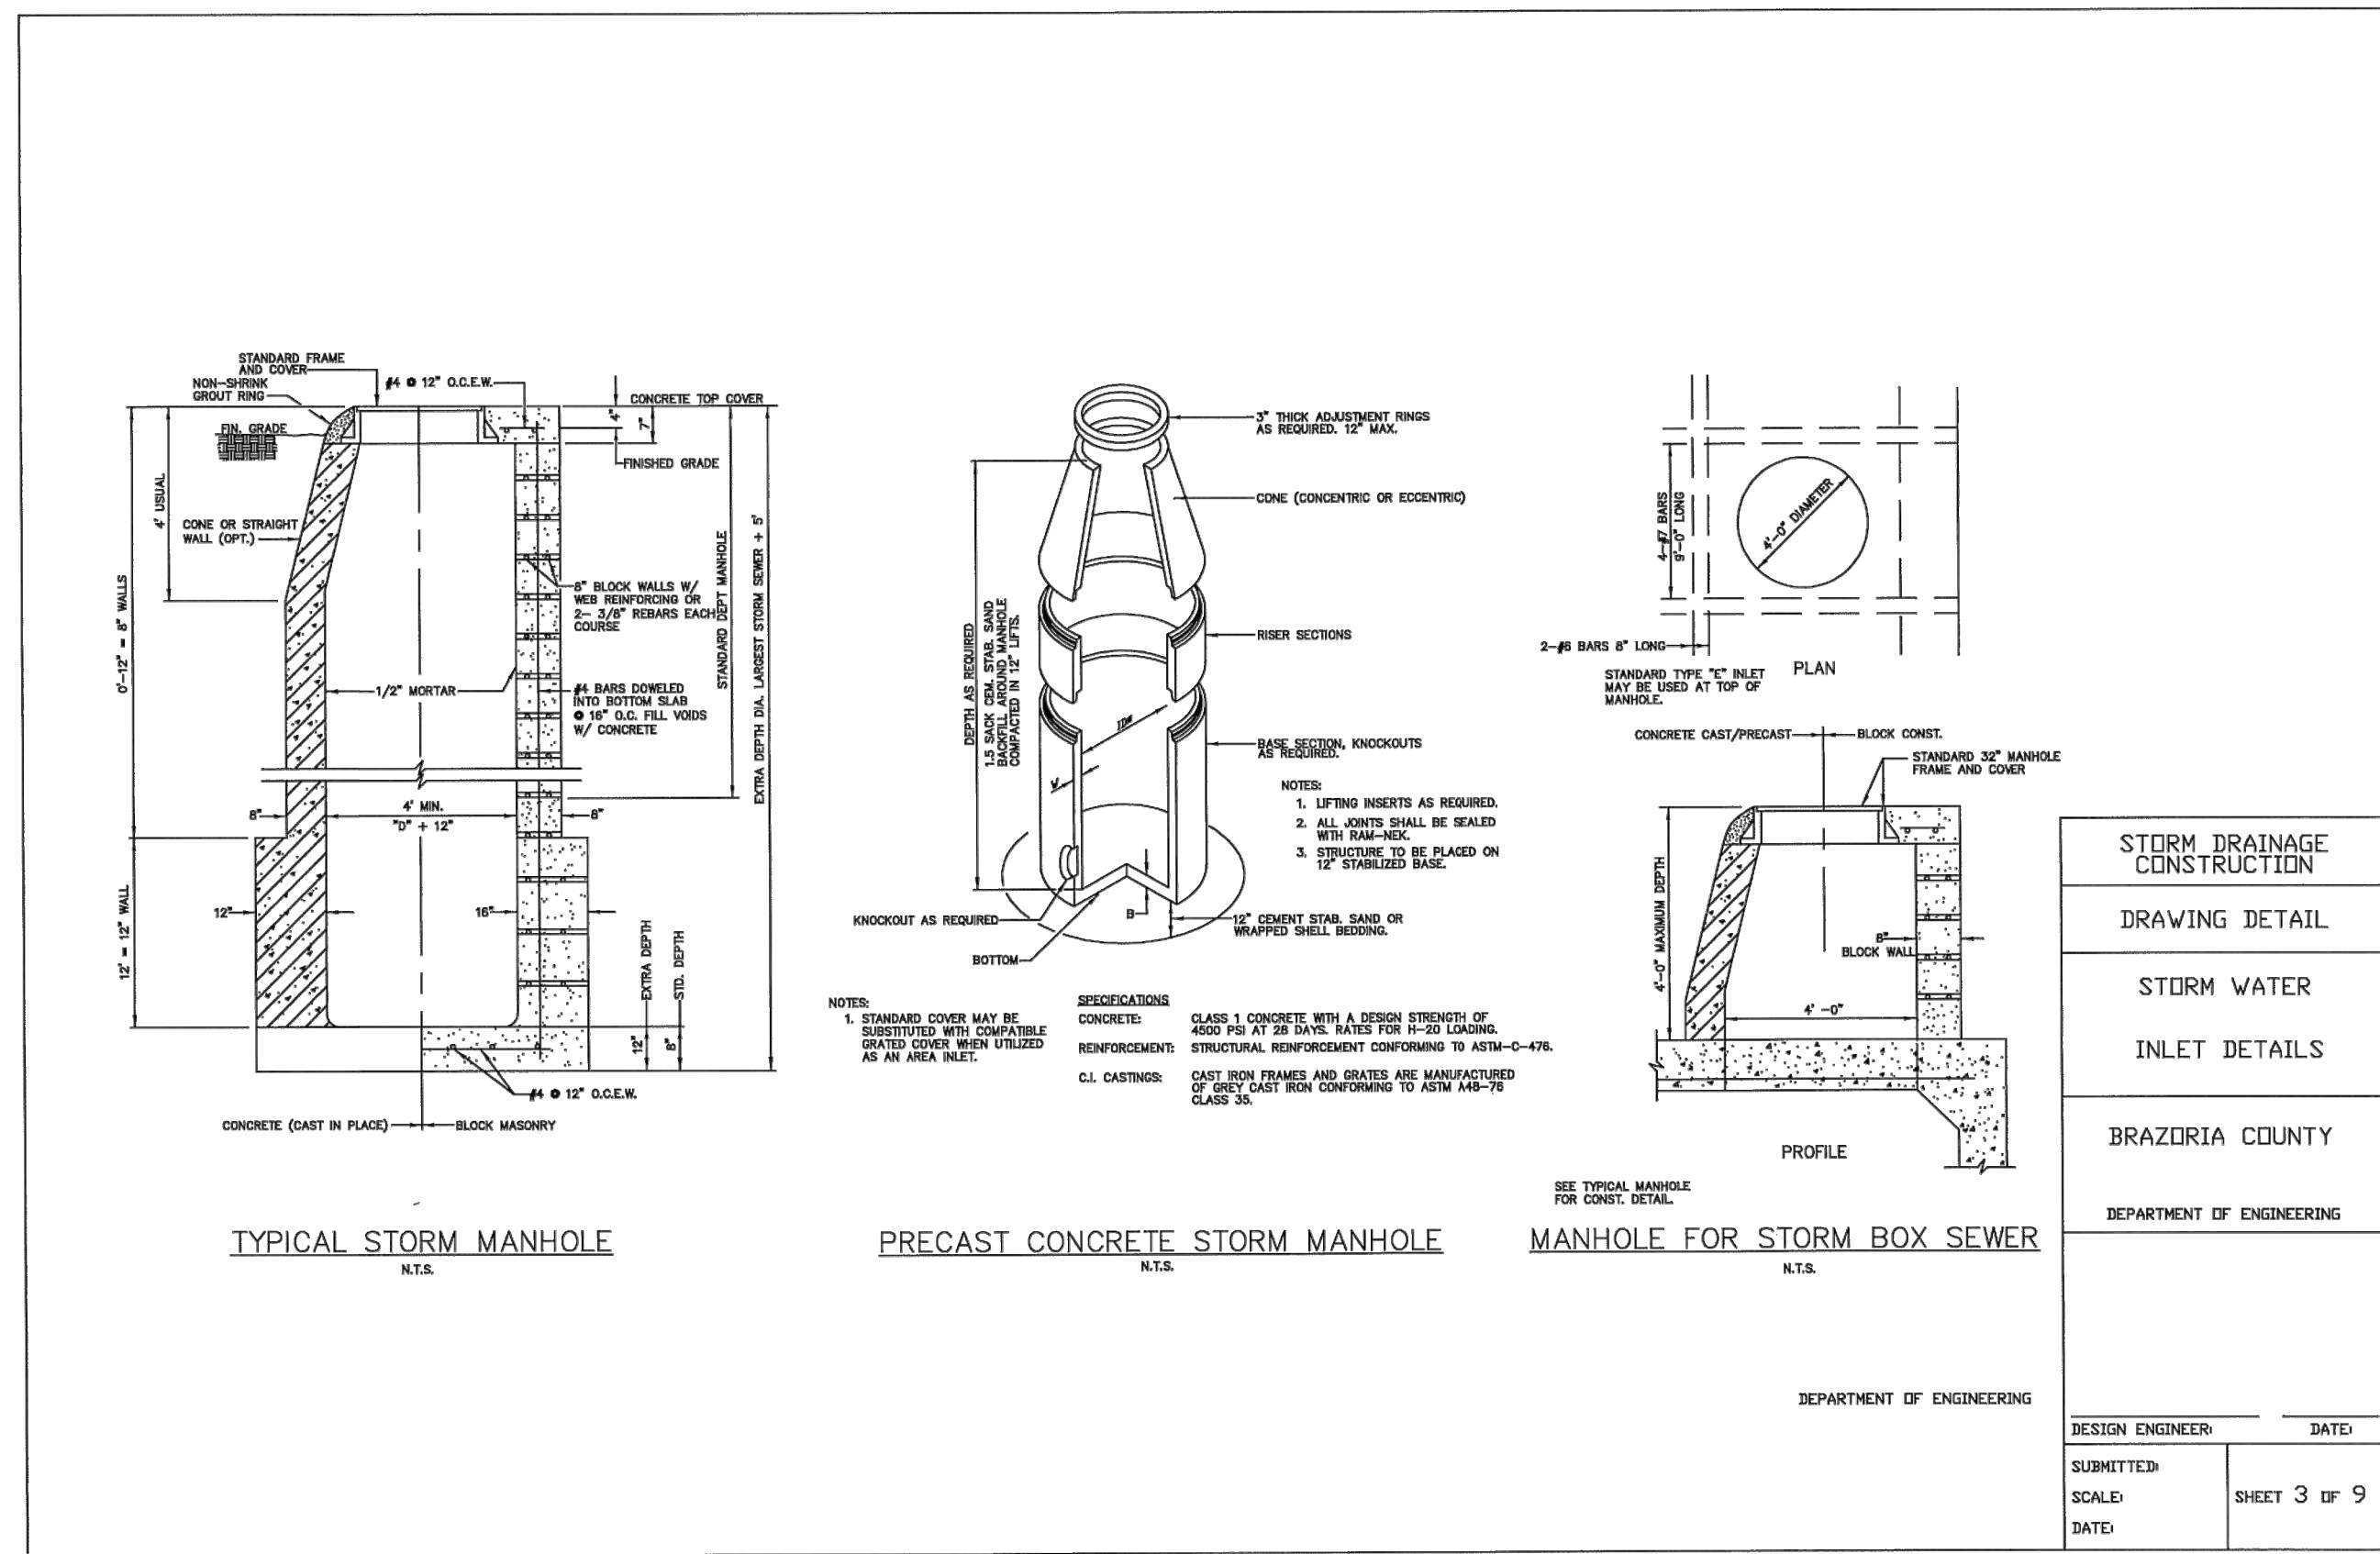 STANDARD FRAME
AND COVER
NON-SHRINK
GROUT RING
#4 @ 12" O.C.E.W.
CONCRETE TOP COVER
4"
7"
FIN. GRADE
FINISHED GRADE
4' USUAL
CONE OR STRAIGHT
WALL (OPT.)
0'-12" = 8" WALLS
8" BLOCK WALLS W/
WEB REINFORCING OR
2- 3/8" REBARS EACH
COURSE
STANDARD DEPT MANHOLE
EXTRA DEPTH DIA. LARGEST STORM SEWER + 5'
1/2" MORTAR
#4 BARS DOWELED
INTO BOTTOM SLAB
@ 16" O.C. FILL VOIDS
W/ CONCRETE
8"
4' MIN.
"D" + 12"
8"
12' = 12" WALL
12"
16"
EXTRA DEPTH
STD. DEPTH
12"
8"
#4 @ 12" O.C.E.W.
CONCRETE (CAST IN PLACE)
BLOCK MASONRY
TYPICAL STORM MANHOLE
N.T.S.
3" THICK ADJUSTMENT RINGS
AS REQUIRED. 12" MAX.
CONE (CONCENTRIC OR ECCENTRIC)
DEPTH AS REQUIRED
1.5 SACK CEM. STAB. SAND
BACKFILL AROUND MANHOLE
COMPACTED IN 12" LIFTS.
RISER SECTIONS
BASE SECTION, KNOCKOUTS
AS REQUIRED.
W
NOTES:
1. LIFTING INSERTS AS REQUIRED.
2. ALL JOINTS SHALL BE SEALED
WITH RAM-NEK.
3. STRUCTURE TO BE PLACED ON
12" STABILIZED BASE.
KNOCKOUT AS REQUIRED
B
12" CEMENT STAB. SAND OR
WRAPPED SHELL BEDDING.
BOTTOM
NOTES:
1. STANDARD COVER MAY BE
SUBSTITUTED WITH COMPATIBLE
GRATED COVER WHEN UTILIZED
AS AN AREA INLET.
SPECIFICATIONS
CONCRETE: CLASS 1 CONCRETE WITH A DESIGN STRENGTH OF
4500 PSI AT 28 DAYS. RATES FOR H-20 LOADING.
REINFORCEMENT: STRUCTURAL REINFORCEMENT CONFORMING TO ASTM-C-476.
C.I. CASTINGS: CAST IRON FRAMES AND GRATES ARE MANUFACTURED
OF GREY CAST IRON CONFORMING TO ASTM A48-76
CLASS 35.
PRECAST CONCRETE STORM MANHOLE
N.T.S.
4-#7 BARS
9'-0" LONG
4'-0" DIAMETER
2-#6 BARS 8" LONG
STANDARD TYPE "E" INLET
MAY BE USED AT TOP OF
MANHOLE.
PLAN
CONCRETE CAST/PRECAST
BLOCK CONST.
STANDARD 32" MANHOLE
FRAME AND COVER
4'-0" MAXIMUM DEPTH
8"
BLOCK WALL
4' -0"
PROFILE
SEE TYPICAL MANHOLE
FOR CONST. DETAIL.
MANHOLE FOR STORM BOX SEWER
N.T.S.
DEPARTMENT OF ENGINEERING
STORM DRAINAGE
CONSTRUCTION
DRAWING DETAIL
STORM WATER
INLET DETAILS
BRAZORIA COUNTY
DEPARTMENT OF ENGINEERING
DESIGN ENGINEER: DATE:
SUBMITTED:
SCALE:
DATE:
SHEET 3 OF 9